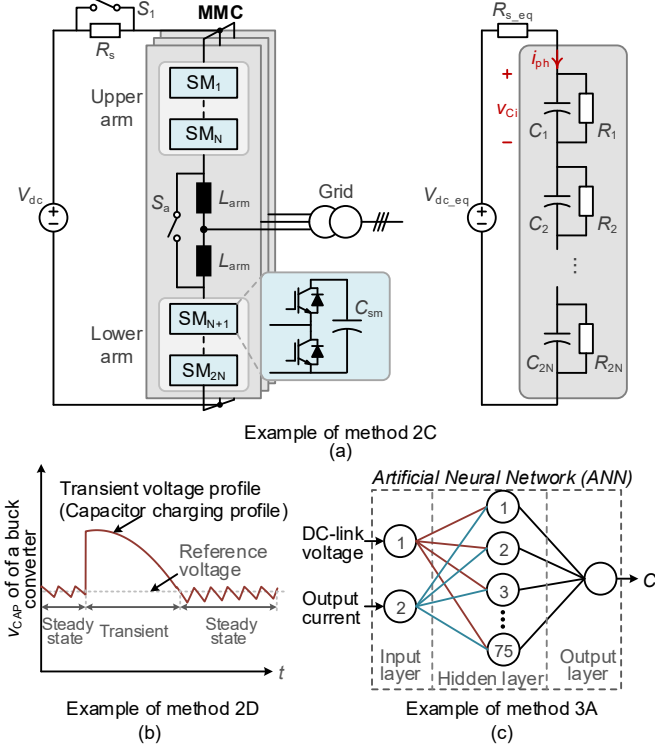 S1
MMC
Rs
Upper
arm
SM1
SMN
Vdc
Sa
Larm
Grid
Larm
Lower
arm
SMN+1
SM2N
Csm
Rs_eq
iph
+
vCi
−
C1
R1
Vdc_eq
C2
R2
⋮
C2N
R2N
Example of method 2C
(a)
vCAP of of a buck
converter
Transient voltage profile
(Capacitor charging profile)
Reference
voltage
Steady
state
Transient
Steady
state
t
Example of method 2D
(b)
Artificial Neural Network (ANN)
DC-link
voltage
Output
current
1
2
1
2
3
75
C
Input
layer
Hidden layer
Output
layer
Example of method 3A
(c)